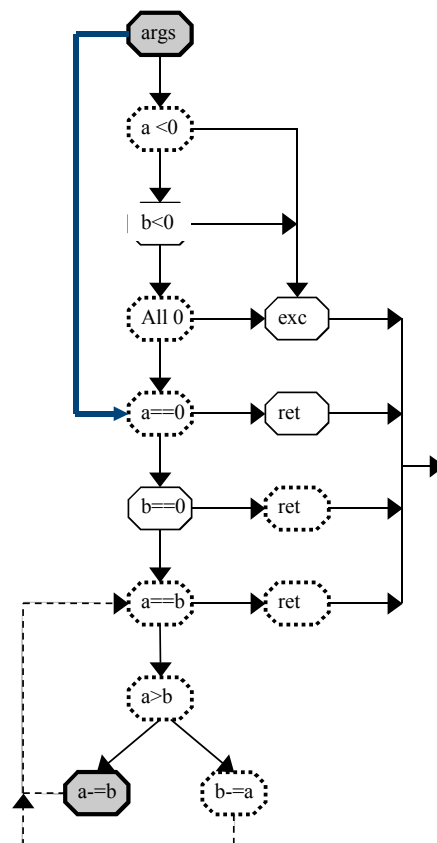 args
a <0
b<0
All 0
exc
a==0
ret
b==0
ret
a==b
ret
a>b
a-=b
b-=a